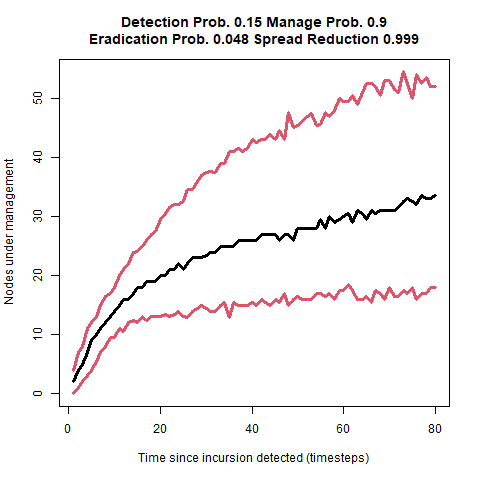 Detection Prob. 0.15 Manage Prob. 0.9
Eradication Prob. 0.048 Spread Reduction 0.999
Nodes under management
50
40
30
20
10
0
0 20 40 60 80
Time since incursion detected (timesteps)